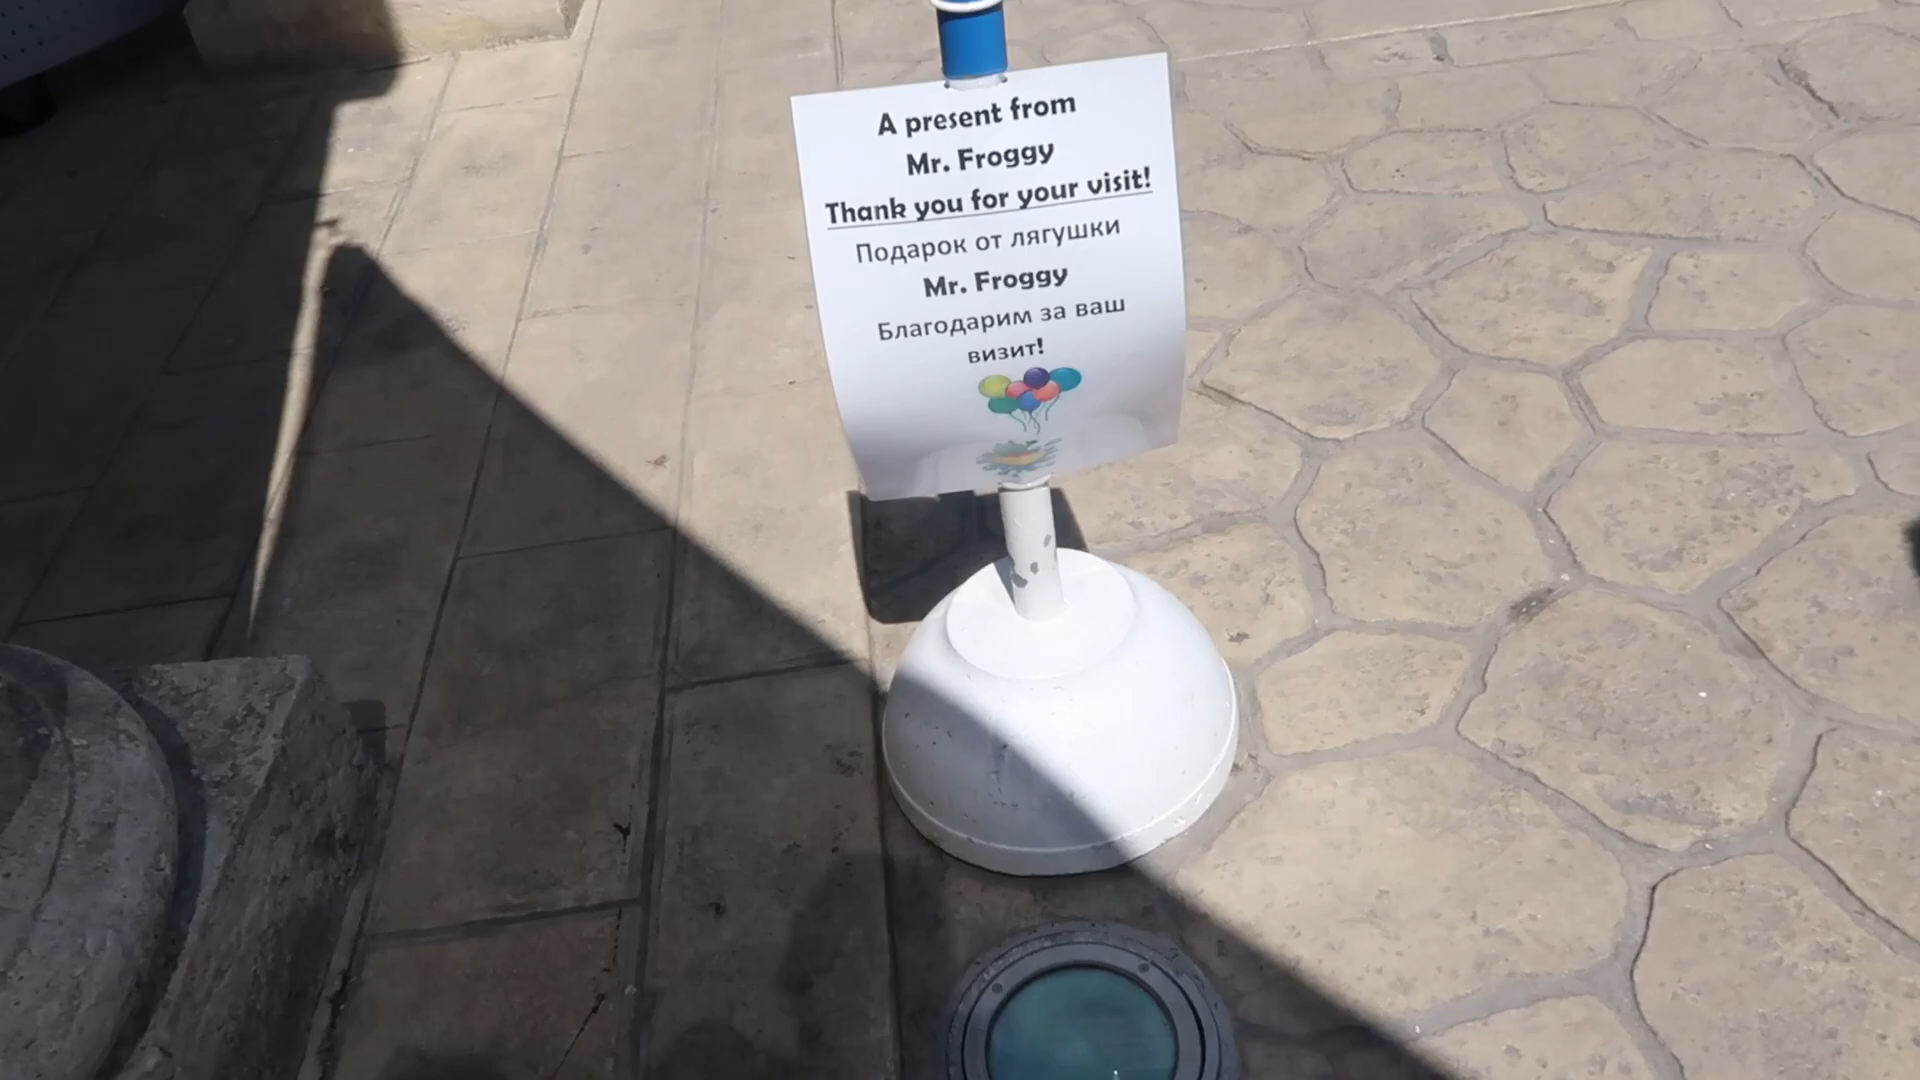 A present from
Mr. Froggy
Thank you for your visit!
Подарок от лягушки
Mr. Froggy
Благодарим за ваш
визит!